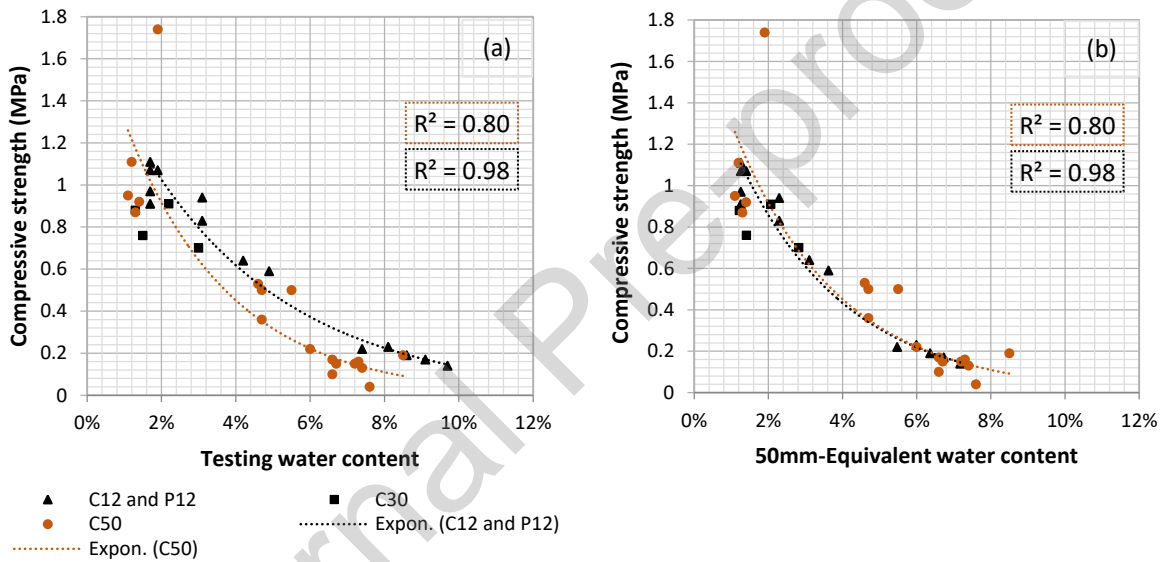 1.8
1.6
1.4
1.2
1
0.8
0.6
0.4
0.2
0
Compressive strength (MPa)
(a)
R² = 0.80
R² = 0.98
0% 2% 4% 6% 8% 10% 12%
Testing water content
1.8
1.6
1.4
1.2
1
0.8
0.6
0.4
0.2
0
Compressive strength (MPa)
(b)
R² = 0.80
R² = 0.98
0% 2% 4% 6% 8% 10% 12%
50mm-Equivalent water content
C12 and P12 C30
C50 Expon. (C12 and P12)
Expon. (C50)
rnal Pre-proo